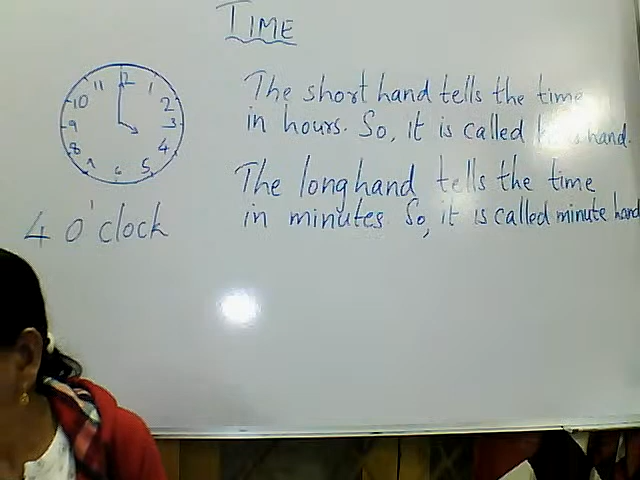 TIME
12
11 1
10 2
9 3
8 4
7 5
6
4 o'clock
The short hand tells the time
in hours. So, it is called hand.
The long hand tells the time
in minutes. So, it is called minute hand